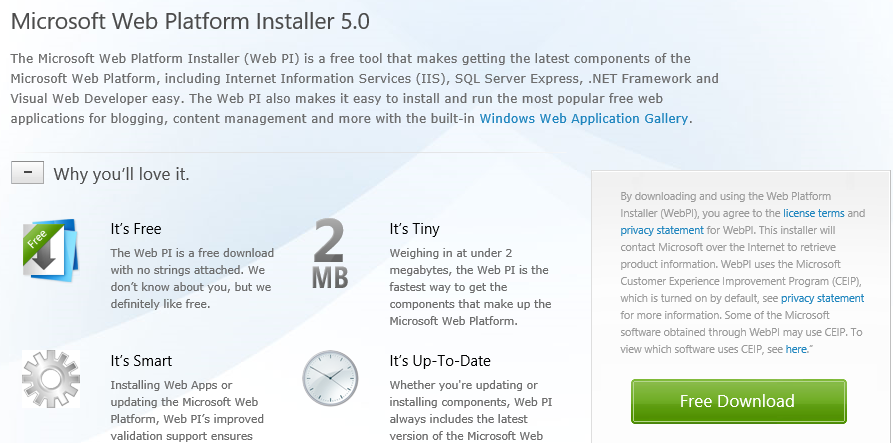 Microsoft Web Platform Installer 5.0
The Microsoft Web Platform Installer (Web PI) is a free tool that makes getting the latest components of the
Microsoft Web Platform, including Internet Information Services (IIS), SQL Server Express, .NET Framework and
Visual Web Developer easy. The Web PI also makes it easy to install and run the most popular free web
applications for blogging, content management and more with the built-in Windows Web Application Gallery.
Why you'll love it.
Free
It's Free
The Web PI is a free download
with no strings attached. We
don't know about you, but we
definitely like free.
2
MB
It's Tiny
Weighing in at under 2
megabytes, the Web PI is the
fastest way to get the
components that make up the
Microsoft Web Platform.
It's Smart
Installing Web Apps or
updating the Microsoft Web
Platform, Web PI's improved
validation support ensures
It's Up-To-Date
Whether you're updating or
installing components, Web PI
always includes the latest
version of the Microsoft Web
By downloading and using the Web Platform
Installer (WebPI), you agree to the license terms and
privacy statement for WebPI. This installer will
contact Microsoft over the Internet to retrieve
product information. WebPI uses the Microsoft
Customer Experience Improvement Program (CEIP),
which is turned on by default, see privacy statement
for more information. Some of the Microsoft
software obtained through WebPI may use CEIP. To
view which software uses CEIP, see here."
Free Download